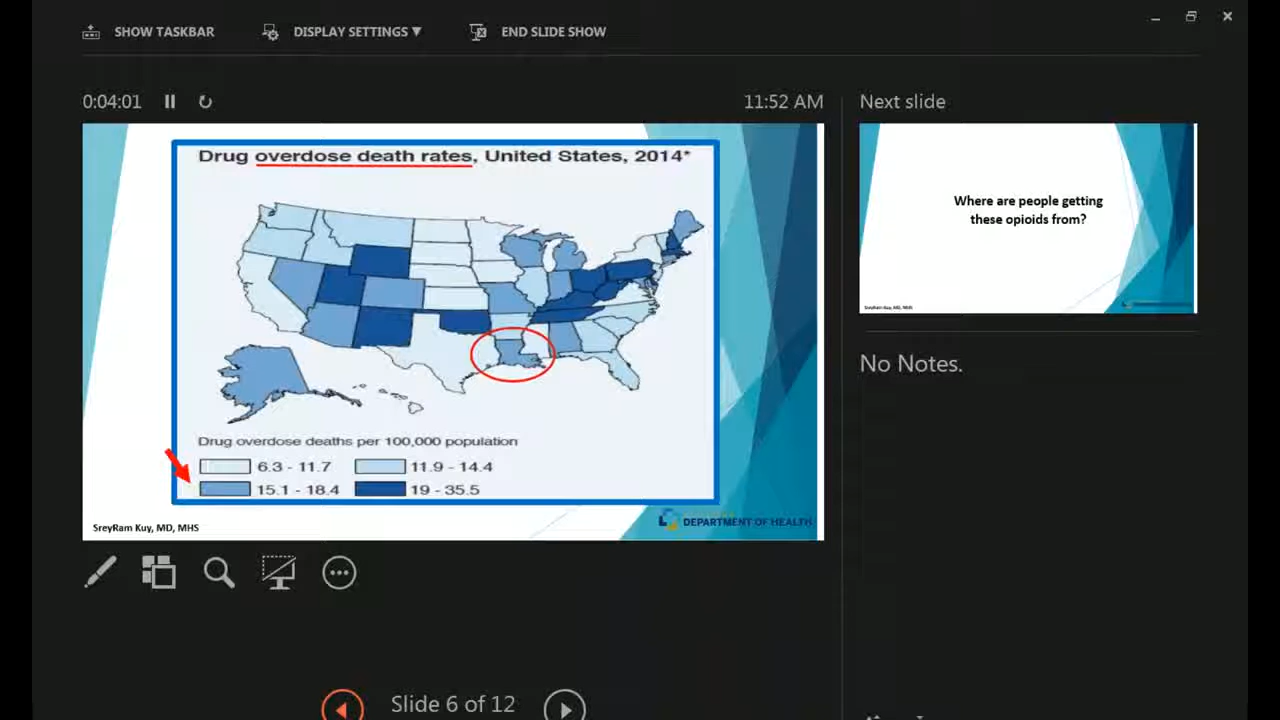 SHOW TASKBAR
DISPLAY SETTINGS ▼
END SLIDE SHOW
0:04:01
11:52 AM
Next slide
Drug overdose death rates, United States, 2014*
Drug overdose deaths per 100,000 population
6.3 - 11.7
11.9 - 14.4
15.1 - 18.4
19 - 35.5
SreyRam Kuy, MD, MHS
DEPARTMENT OF HEALTH
Where are people getting
these opioids from?
SreyRam Kuy, MD, MHS
No Notes.
Slide 6 of 12